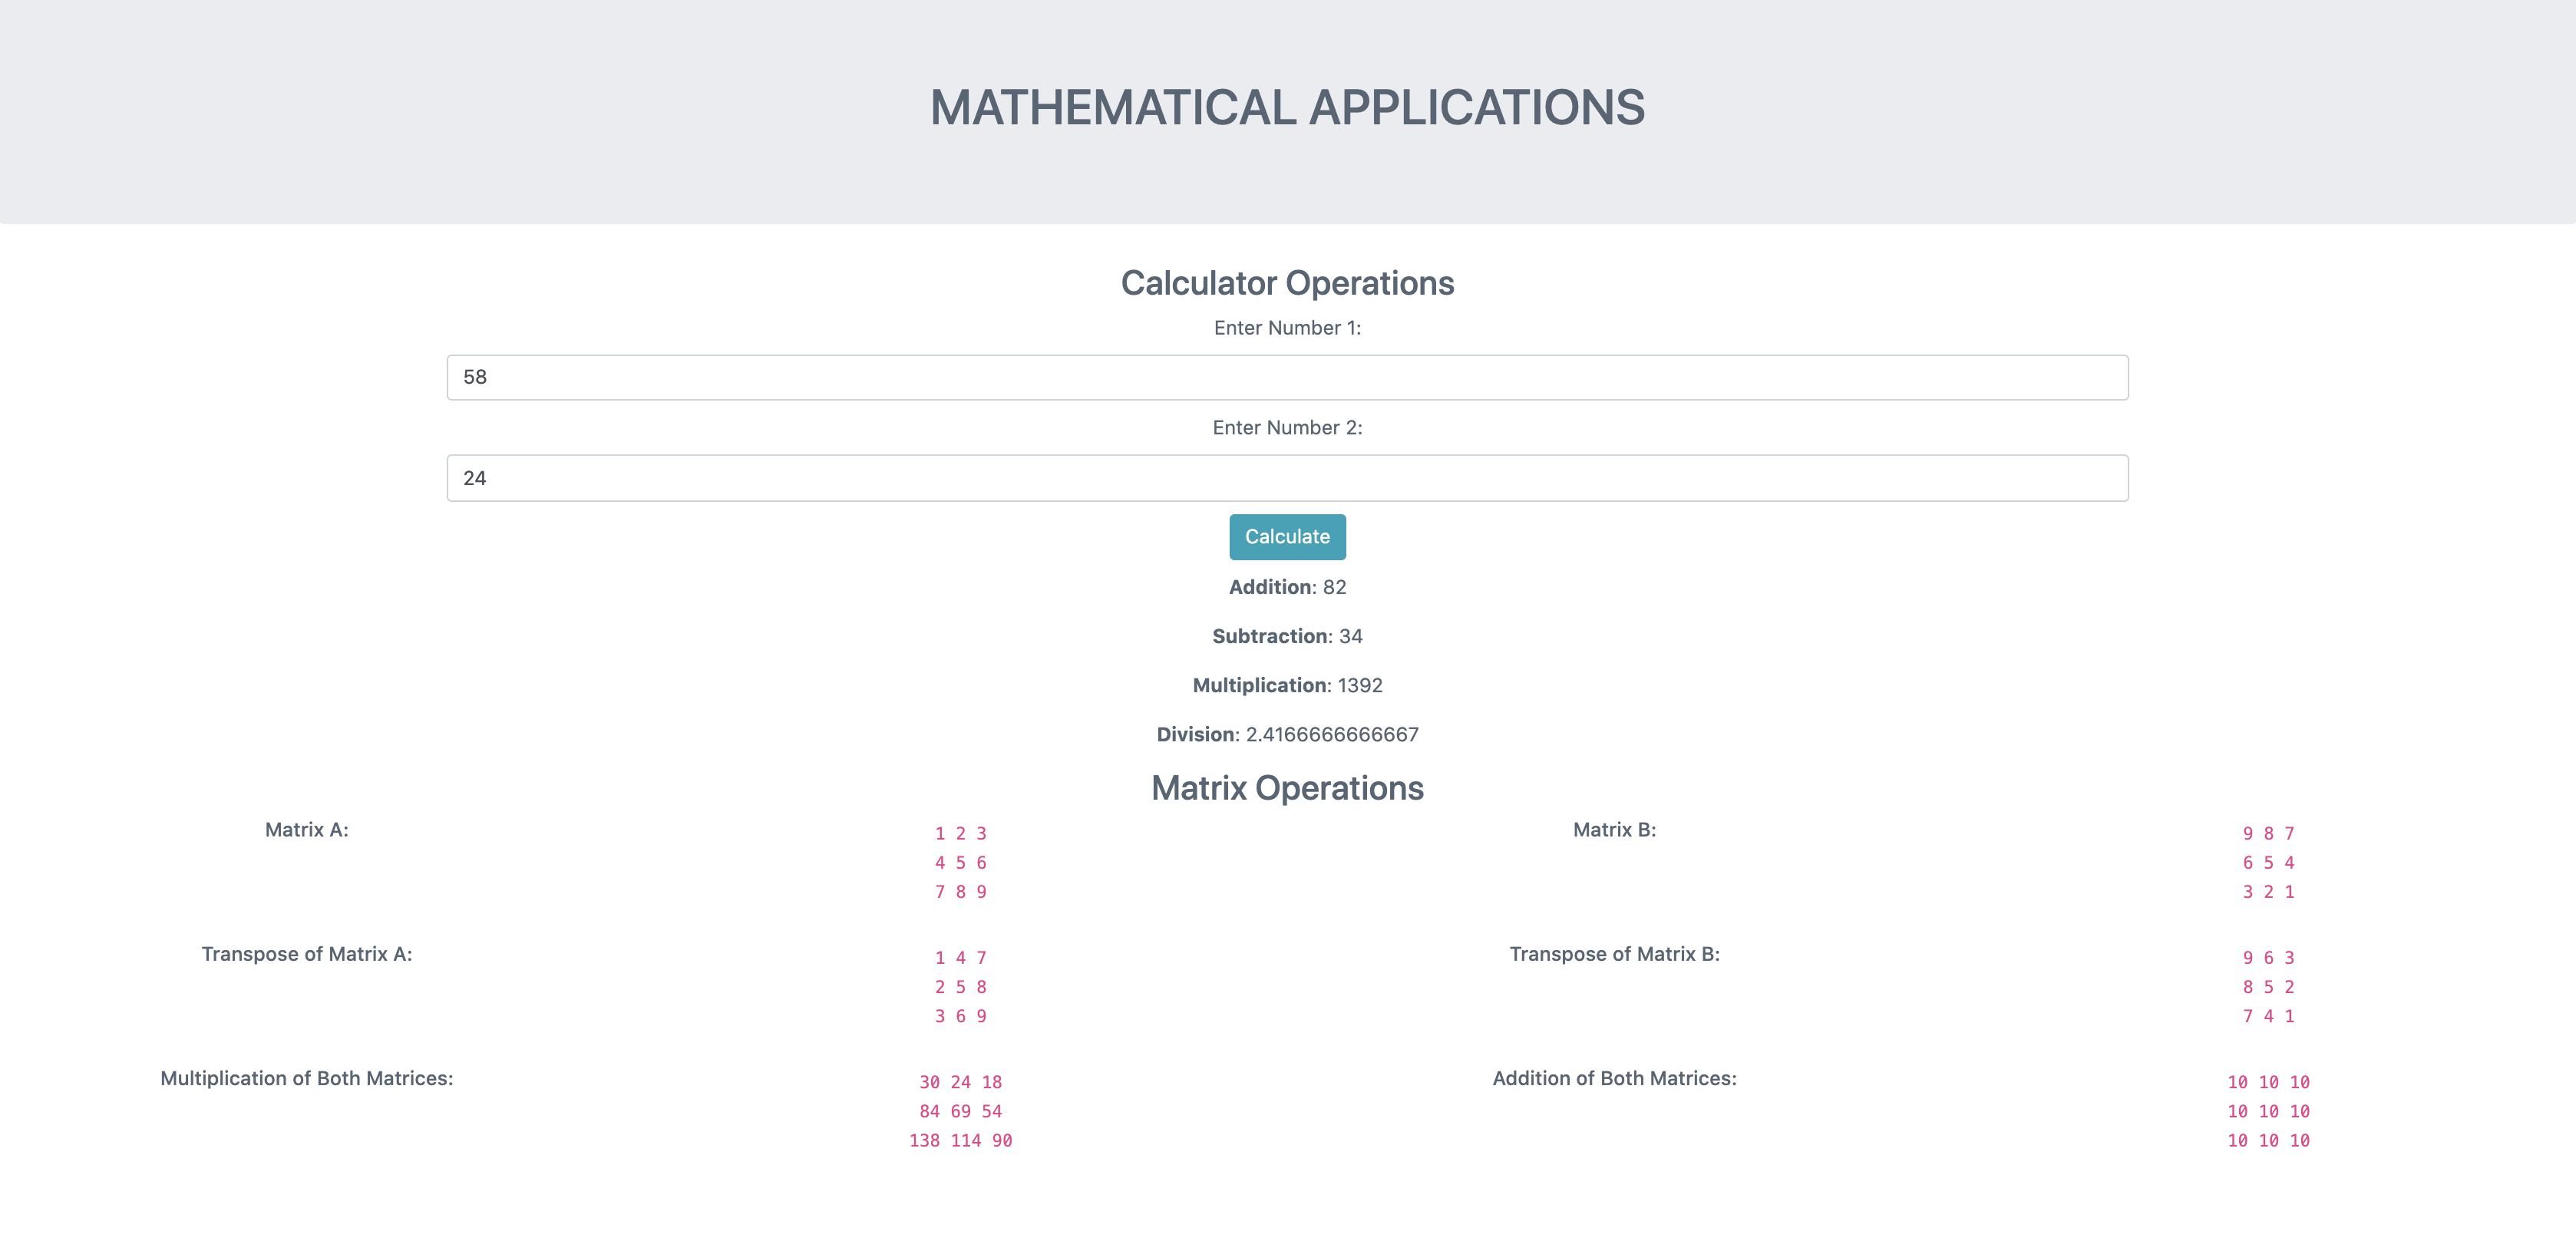 MATHEMATICAL APPLICATIONS
Calculator Operations
Enter Number 1:
58
Enter Number 2:
24
Calculate
Addition: 82
Subtraction: 34
Multiplication: 1392
Division: 2.4166666666667
Matrix Operations
Matrix A:
1 2 3
4 5 6
7 8 9
Matrix B:
9 8 7
6 5 4
3 2 1
Transpose of Matrix A:
1 4 7
2 5 8
3 6 9
Transpose of Matrix B:
9 6 3
8 5 2
7 4 1
Multiplication of Both Matrices:
30 24 18
84 69 54
138 114 90
Addition of Both Matrices:
10 10 10
10 10 10
10 10 10